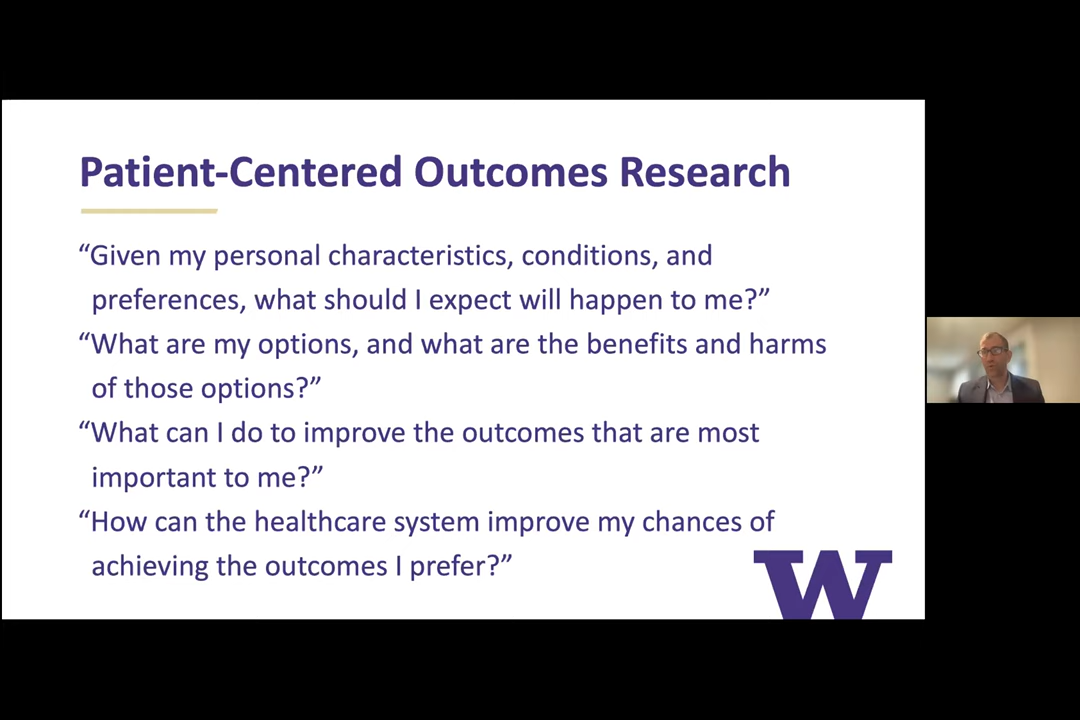 Patient-Centered Outcomes Research
“Given my personal characteristics, conditions, and
preferences, what should I expect will happen to me?”
“What are my options, and what are the benefits and harms
of those options?”
“What can I do to improve the outcomes that are most
important to me?”
“How can the healthcare system improve my chances of
achieving the outcomes I prefer?”
W